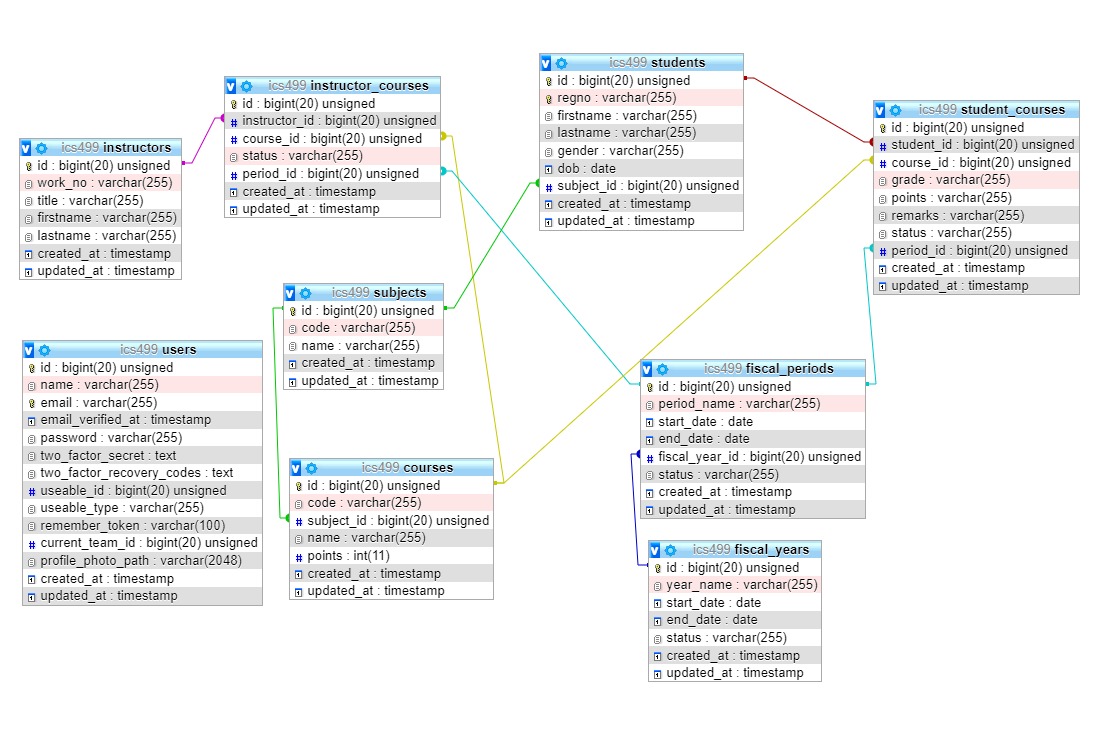 ics499 instructors
id : bigint(20) unsigned
work_no : varchar(255)
title : varchar(255)
firstname : varchar(255)
lastname : varchar(255)
created_at : timestamp
updated_at : timestamp
ics499 instructor_courses
id : bigint(20) unsigned
instructor_id : bigint(20) unsigned
course_id : bigint(20) unsigned
status : varchar(255)
period_id : bigint(20) unsigned
created_at : timestamp
updated_at : timestamp
ics499 students
id : bigint(20) unsigned
regno : varchar(255)
firstname : varchar(255)
lastname : varchar(255)
gender : varchar(255)
dob : date
subject_id : bigint(20) unsigned
created_at : timestamp
updated_at : timestamp
ics499 student_courses
id : bigint(20) unsigned
student_id : bigint(20) unsigned
course_id : bigint(20) unsigned
grade : varchar(255)
points : varchar(255)
remarks : varchar(255)
status : varchar(255)
period_id : bigint(20) unsigned
created_at : timestamp
updated_at : timestamp
ics499 subjects
id : bigint(20) unsigned
code : varchar(255)
name : varchar(255)
created_at : timestamp
updated_at : timestamp
ics499 users
id : bigint(20) unsigned
name : varchar(255)
email : varchar(255)
email_verified_at : timestamp
password : varchar(255)
two_factor_secret : text
two_factor_recovery_codes : text
useable_id : bigint(20) unsigned
useable_type : varchar(255)
remember_token : varchar(100)
current_team_id : bigint(20) unsigned
profile_photo_path : varchar(2048)
created_at : timestamp
updated_at : timestamp
ics499 courses
id : bigint(20) unsigned
code : varchar(255)
subject_id : bigint(20) unsigned
name : varchar(255)
points : int(11)
created_at : timestamp
updated_at : timestamp
ics499 fiscal_periods
id : bigint(20) unsigned
period_name : varchar(255)
start_date : date
end_date : date
fiscal_year_id : bigint(20) unsigned
status : varchar(255)
created_at : timestamp
updated_at : timestamp
ics499 fiscal_years
id : bigint(20) unsigned
year_name : varchar(255)
start_date : date
end_date : date
status : varchar(255)
created_at : timestamp
updated_at : timestamp